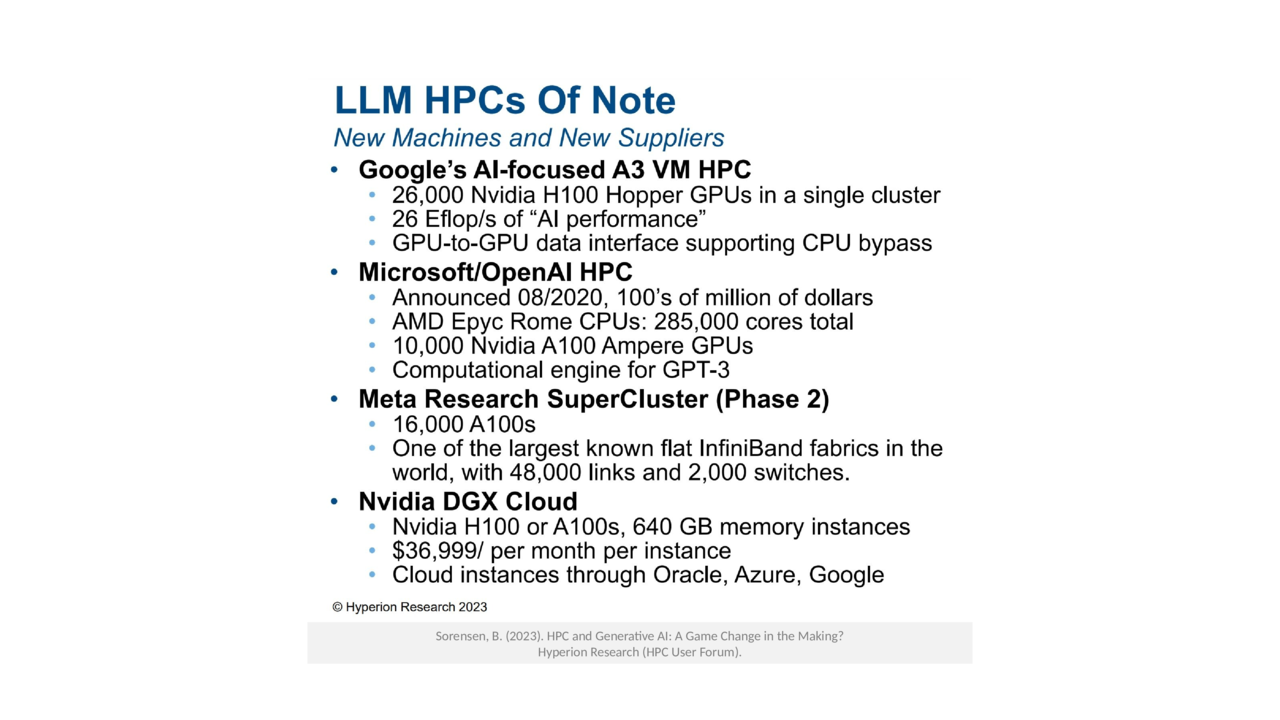 LLM HPCs Of Note
New Machines and New Suppliers
• Google's AI-focused A3 VM HPC
• 26,000 Nvidia H100 Hopper GPUs in a single cluster
• 26 Eflop/s of “AI performance”
• GPU-to-GPU data interface supporting CPU bypass
• Microsoft/OpenAI HPC
• Announced 08/2020, 100's of million of dollars
• AMD Epyc Rome CPUs: 285,000 cores total
• 10,000 Nvidia A100 Ampere GPUs
• Computational engine for GPT-3
• Meta Research SuperCluster (Phase 2)
• 16,000 A100s
• One of the largest known flat InfiniBand fabrics in the
world, with 48,000 links and 2,000 switches.
• Nvidia DGX Cloud
• Nvidia H100 or A100s, 640 GB memory instances
• $36,999/ per month per instance
• Cloud instances through Oracle, Azure, Google
© Hyperion Research 2023
Sorensen, B. (2023). HPC and Generative AI: A Game Change in the Making?
Hyperion Research (HPC User Forum).